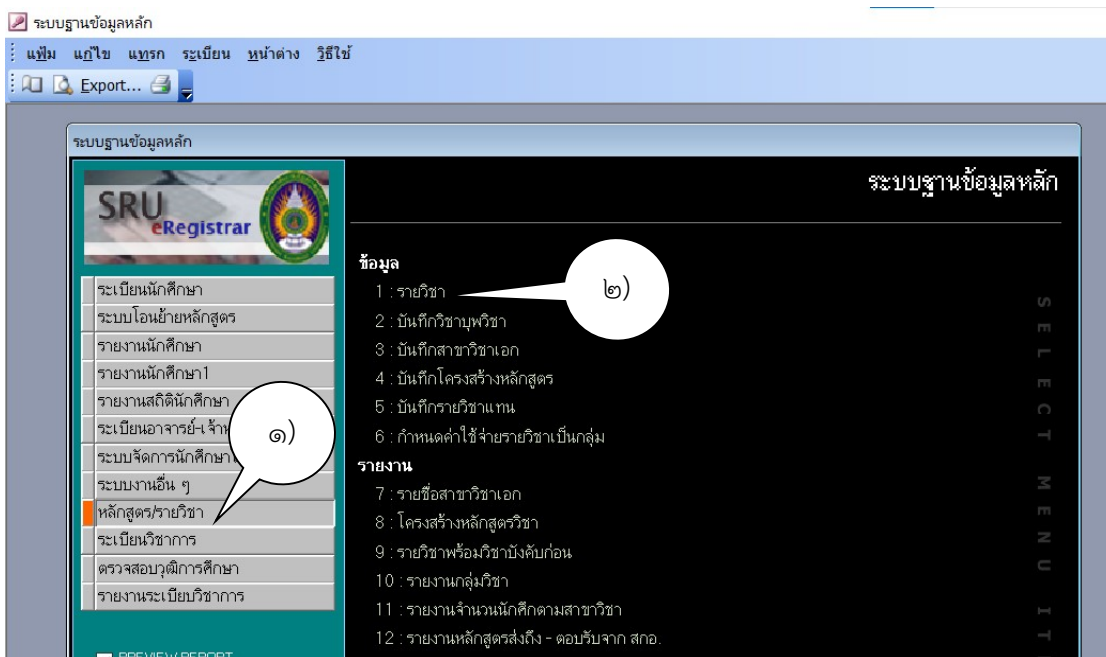 ระบบฐานข้อมูลหลัก
แฟ้ม แก้ไข แทรก ระเบียน หน้าต่าง วิธีใช้
Export...
ระบบฐานข้อมูลหลัก
SRU
eRegistrar
ระบบฐานข้อมูลหลัก
ระเบียนนักศึกษา
ระบบโอนย้ายหลักสูตร
รายงานนักศึกษา
รายงานนักศึกษา1
รายงานสถิตินักศึกษา
ระเบียนอาจารย์-เจ้าห
ระบบจัดการนักศึกษา
ระบบงานอื่น ๆ
หลักสูตร/รายวิชา
ระเบียนวิชาการ
ตรวจสอบวุฒิการศึกษา
รายงานระเบียบวิชาการ
PREVIEW REPORT
๑)
ข้อมูล
1 : รายวิชา
๒)
2 : บันทึกวิชาบุพวิชา
3 : บันทึกสาขาวิชาเอก
4 : บันทึกโครงสร้างหลักสูตร
5 : บันทึกรายวิชาแทน
6 : กำหนดค่าใช้จ่ายรายวิชาเป็นกลุ่ม
รายงาน
7 : รายชื่อสาขาวิชาเอก
8 : โครงสร้างหลักสูตรวิชา
9 : รายวิชาพร้อมวิชาบังคับก่อน
10 : รายงานกลุ่มวิชา
11 : รายงานจำนวนนักศึกตามสาขาวิชา
12 : รายงานหลักสูตรส่งถึง - ตอบรับจาก สกอ.
SELECT MENU IT